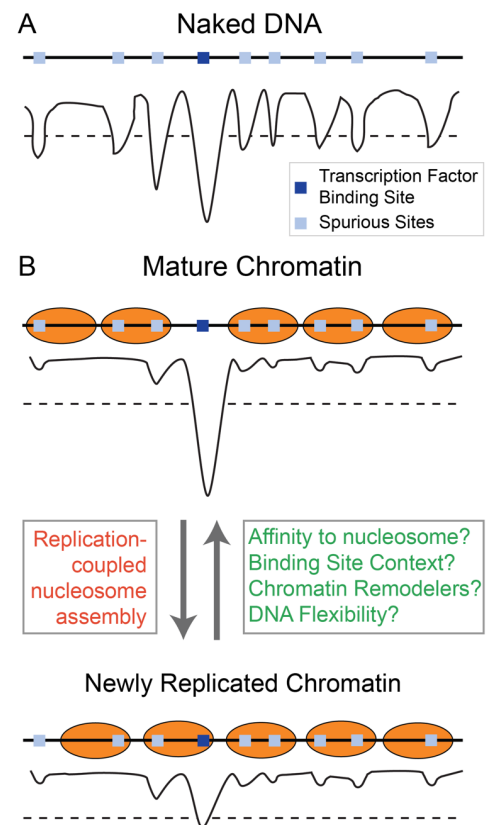 A
Naked DNA
Transcription Factor
Binding Site
Spurious Sites
B
Mature Chromatin
Replication-
coupled
nucleosome
assembly
Affinity to nucleosome?
Binding Site Context?
Chromatin Remodelers?
DNA Flexibility?
Newly Replicated Chromatin